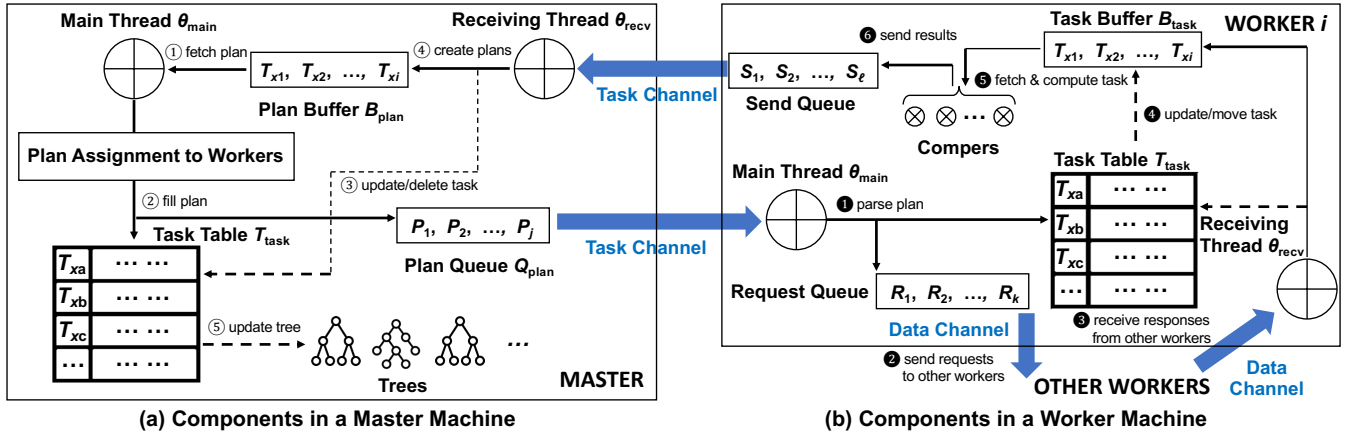 Main Thread θmain
Receiving Thread θrecv
① fetch plan
④ create plans
Tx1, Tx2, …, Txi
Plan Buffer Bplan
Plan Assignment to Workers
③ update/delete task
② fill plan
Task Table Ttask
P1, P2, …, Pj
Plan Queue Qplan
Txa … …
Txb … …
Txc … …
… … …
⑤ update tree
…
Trees
MASTER
(a) Components in a Master Machine
Task Channel
Task Channel
Task Buffer Btask
WORKER i
❻ send results
Tx1, Tx2, …, Txi
S1, S2, …, Sℓ
Send Queue
❺ fetch & compute task
…
Compers
❹ update/move task
Main Thread θmain
Task Table Ttask
❶ parse plan
Txa … …
Txb … …
Txc … …
… … …
Receiving
Thread θrecv
Request Queue
R1, R2, …, Rk
Data Channel
❸ receive responses
from other workers
❷ send requests
to other workers
OTHER WORKERS
Data
Channel
(b) Components in a Worker Machine